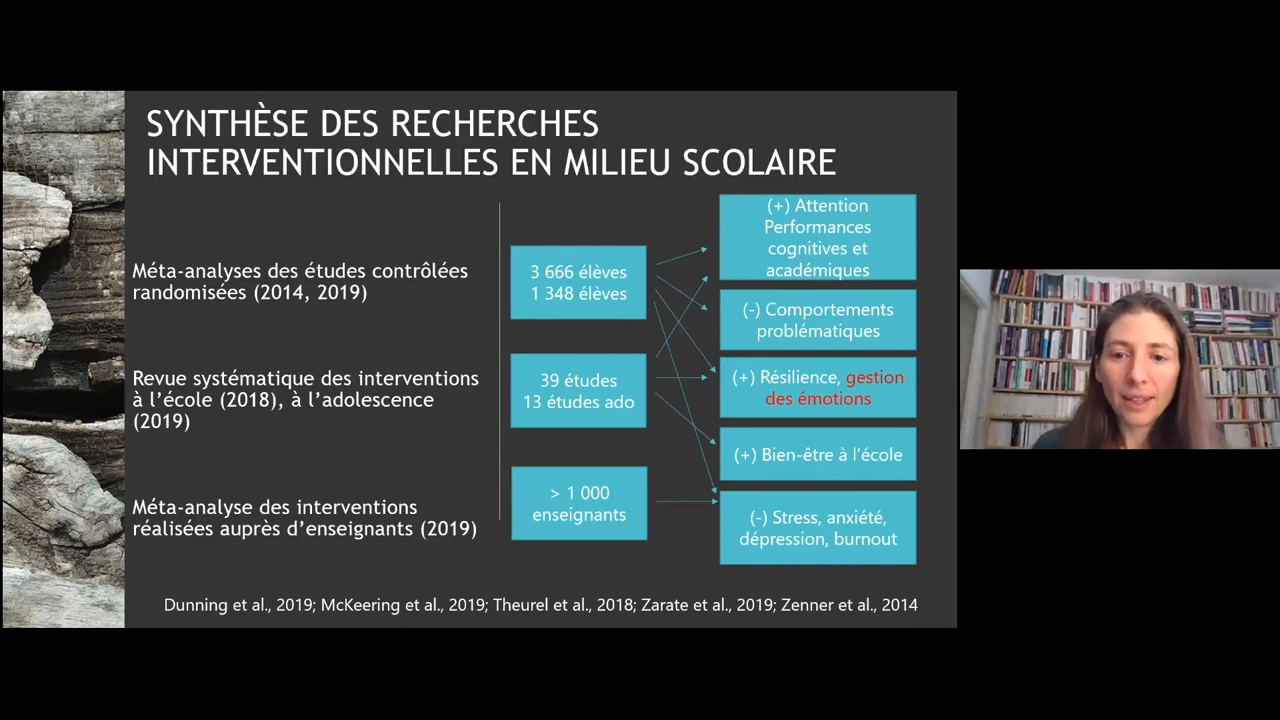 SYNTHÈSE DES RECHERCHES
INTERVENTIONNELLES EN MILIEU SCOLAIRE
Méta-analyses des études contrôlées
randomisées (2014, 2019)
3 666 élèves
1 348 élèves
Revue systématique des interventions
à l'école (2018), à l'adolescence
(2019)
39 études
13 études ado
Méta-analyse des interventions
réalisées auprès d'enseignants (2019)
> 1 000
enseignants
(+) Attention
Performances
cognitives et
académiques
(-) Comportements
problématiques
(+) Résilience, gestion
des émotions
(+) Bien-être à l'école
(-) Stress, anxiété,
dépression, burnout
Dunning et al., 2019; McKeering et al., 2019; Theurel et al., 2018; Zarate et al., 2019; Zenner et al., 2014